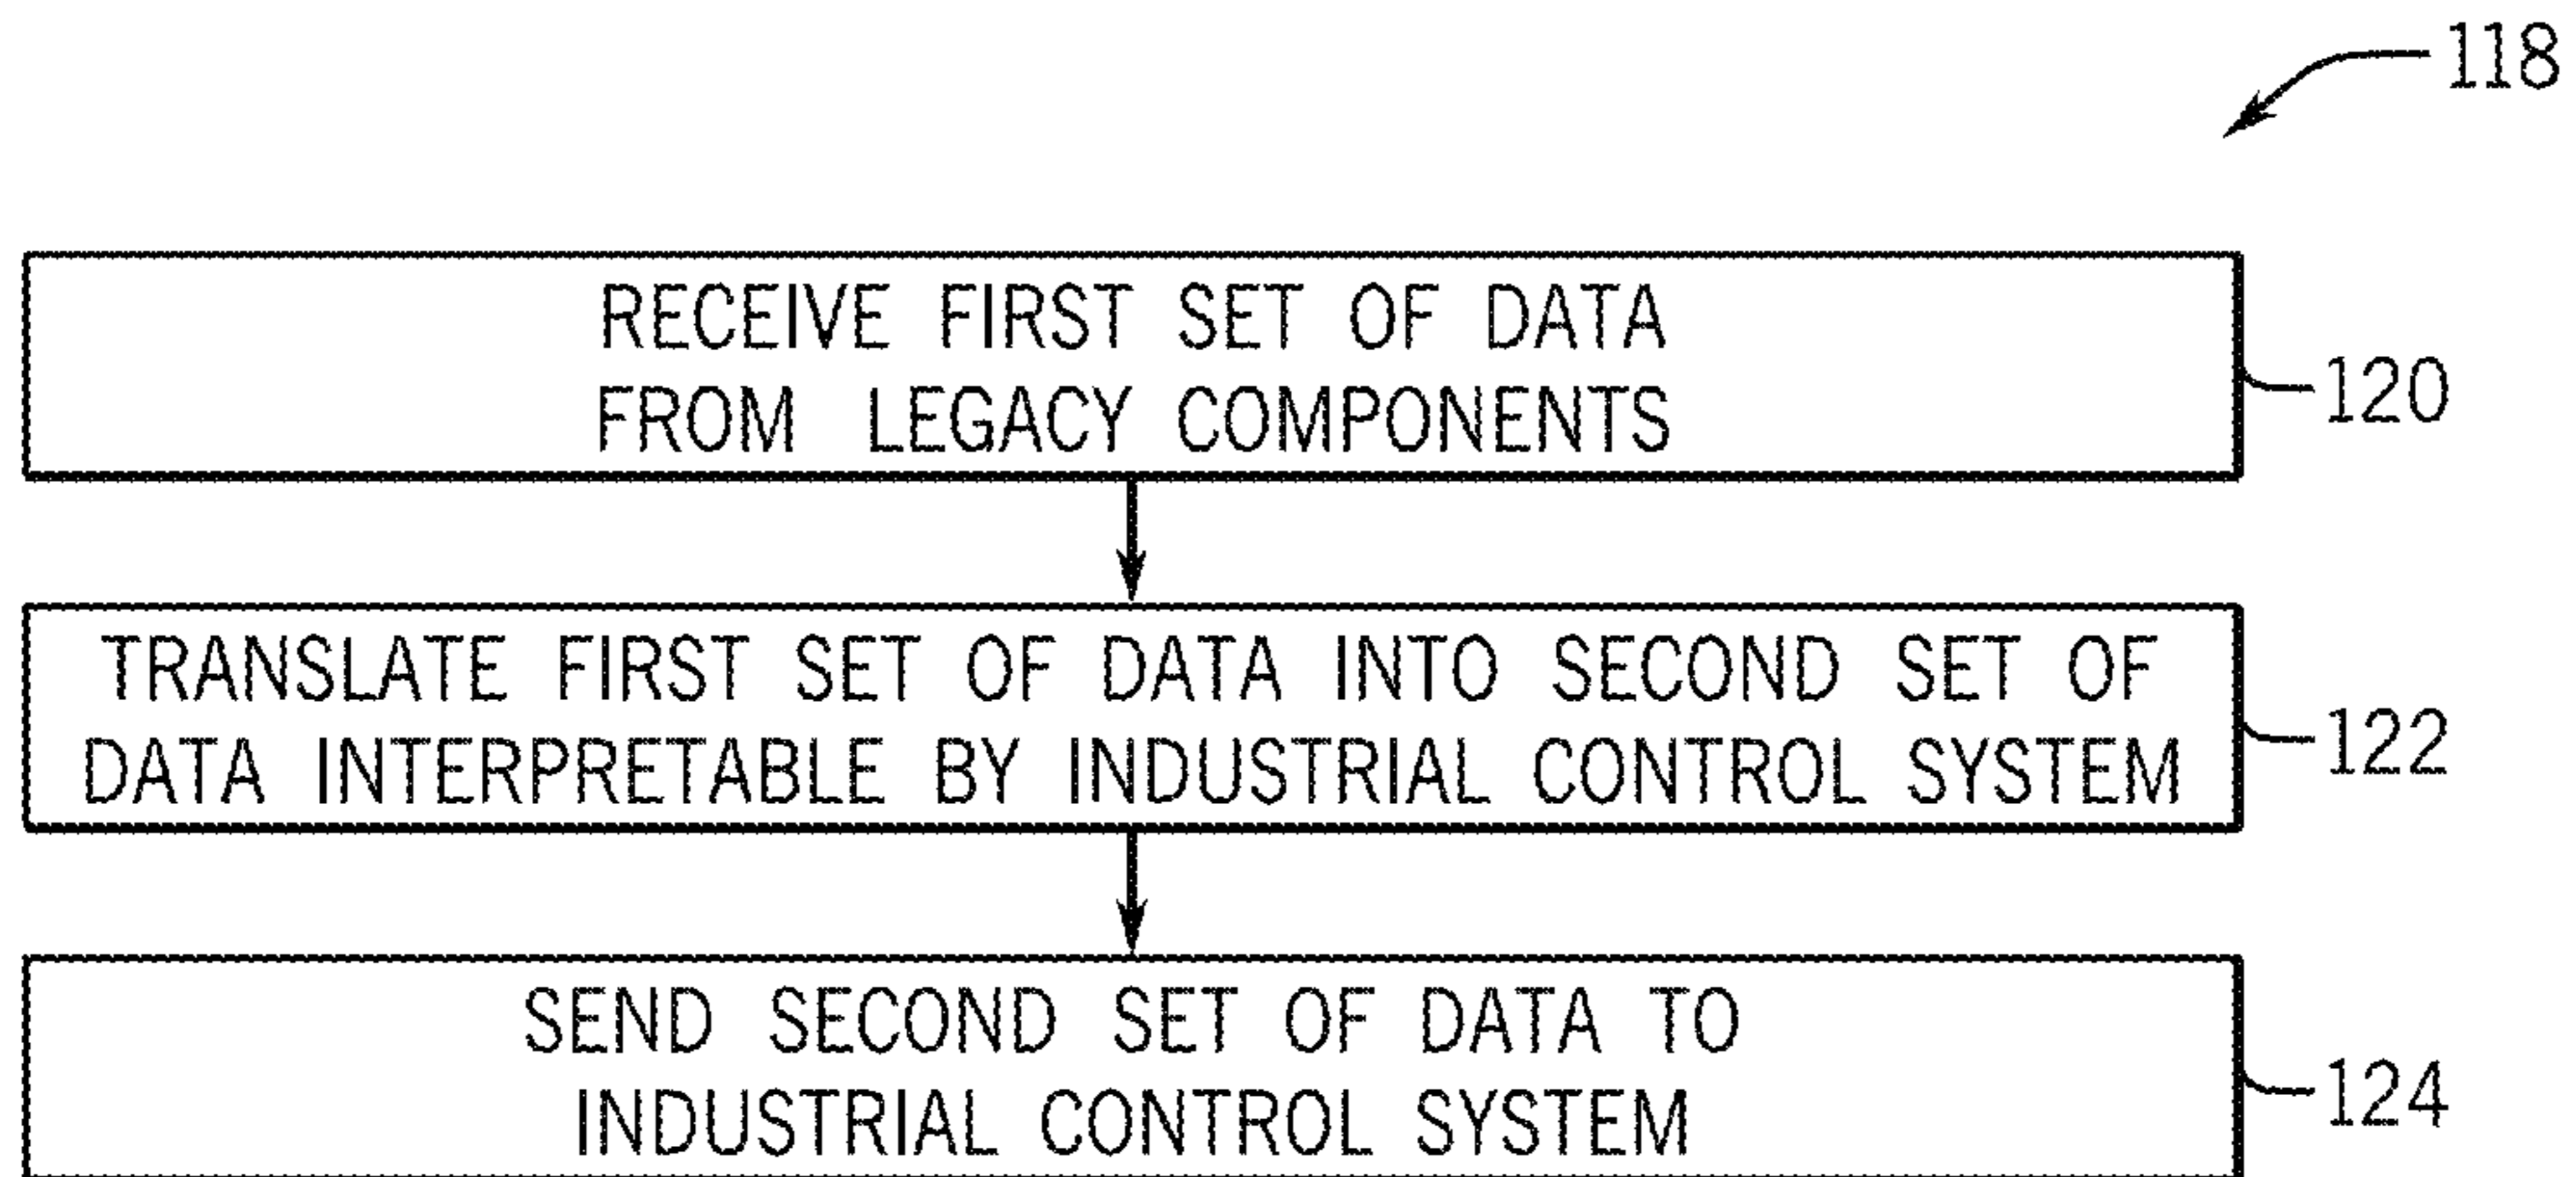 118
RECEIVE FIRST SET OF DATA
FROM LEGACY COMPONENTS
120
TRANSLATE FIRST SET OF DATA INTO SECOND SET OF
DATA INTERPRETABLE BY INDUSTRIAL CONTROL SYSTEM
122
SEND SECOND SET OF DATA TO
INDUSTRIAL CONTROL SYSTEM
124